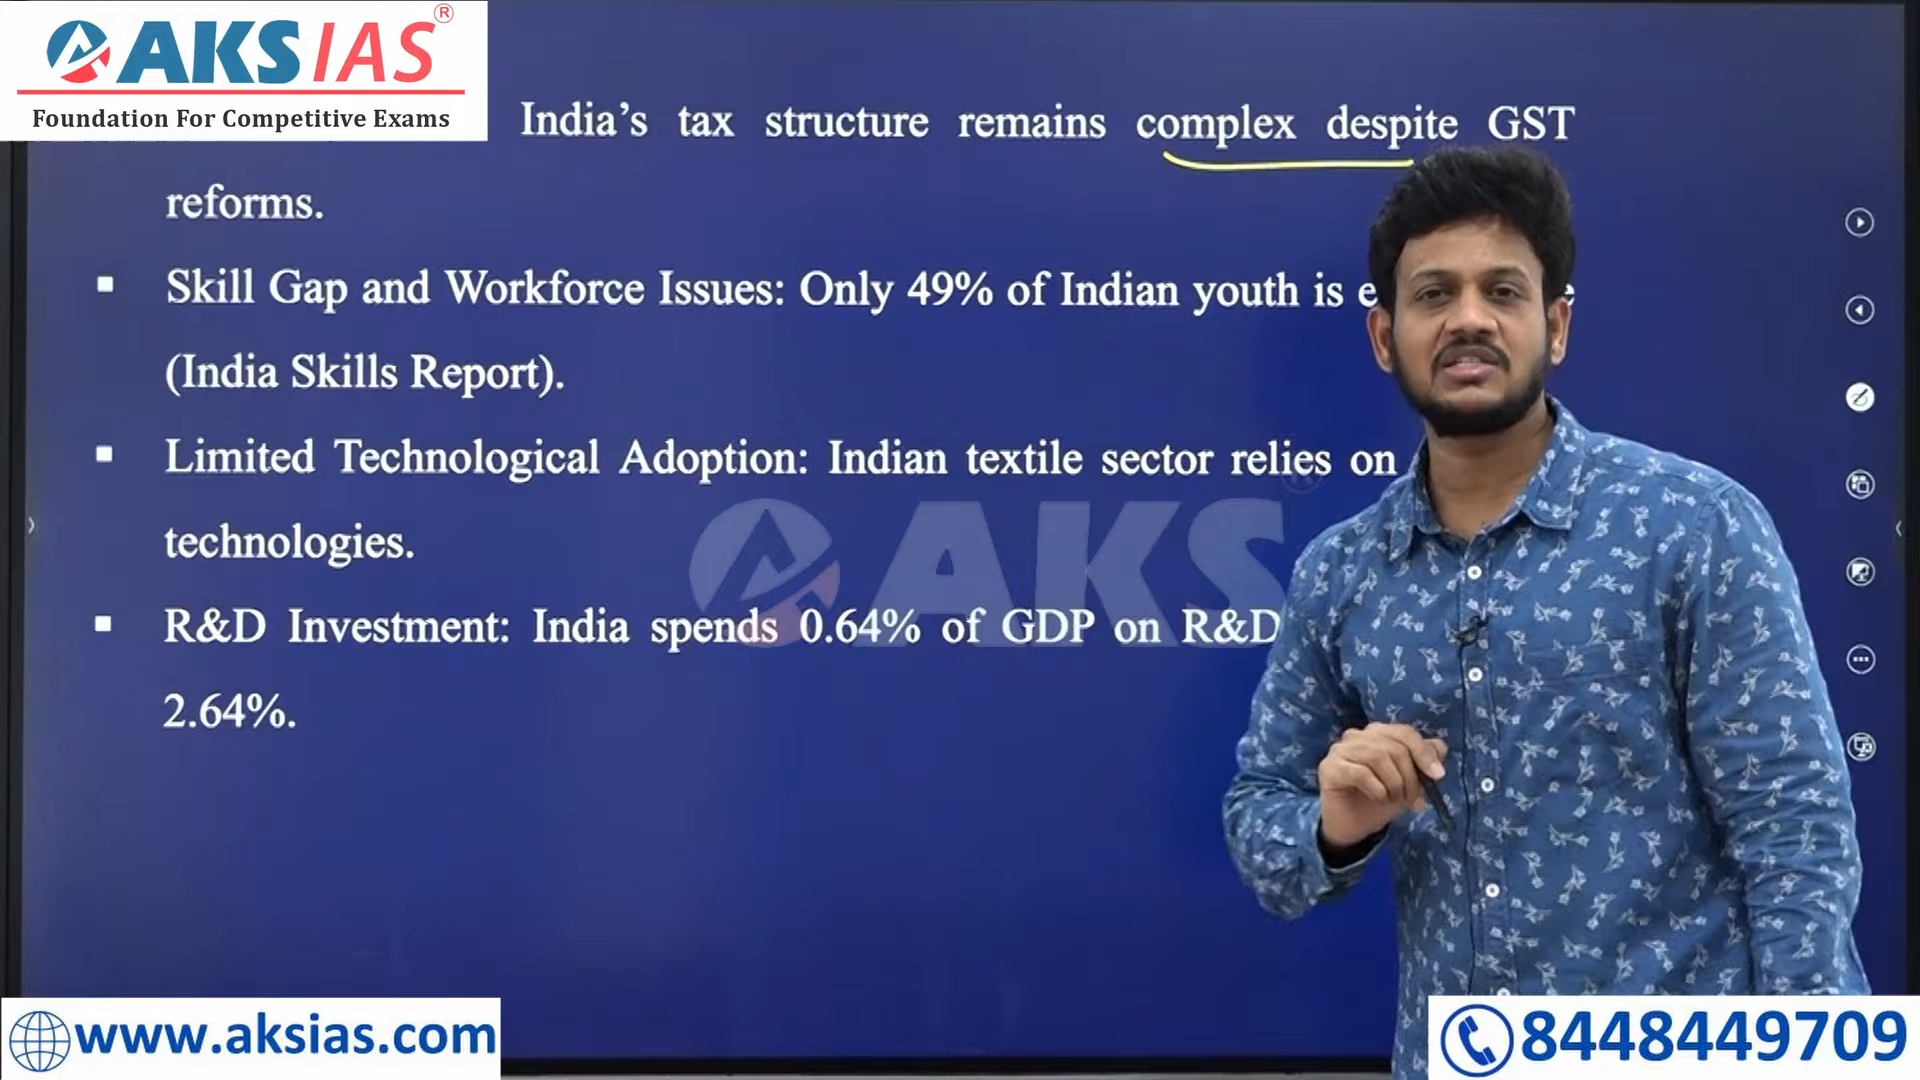 AKS IAS ®
Foundation For Competitive Exams
India's tax structure remains complex despite GST
reforms.
Skill Gap and Workforce Issues: Only 49% of Indian youth is
(India Skills Report).
Limited Technological Adoption: Indian textile sector relies on
technologies.
AKS
R&D Investment: India spends 0.64% of GDP on R&D
2.64%.
www.aksias.com
8448449709